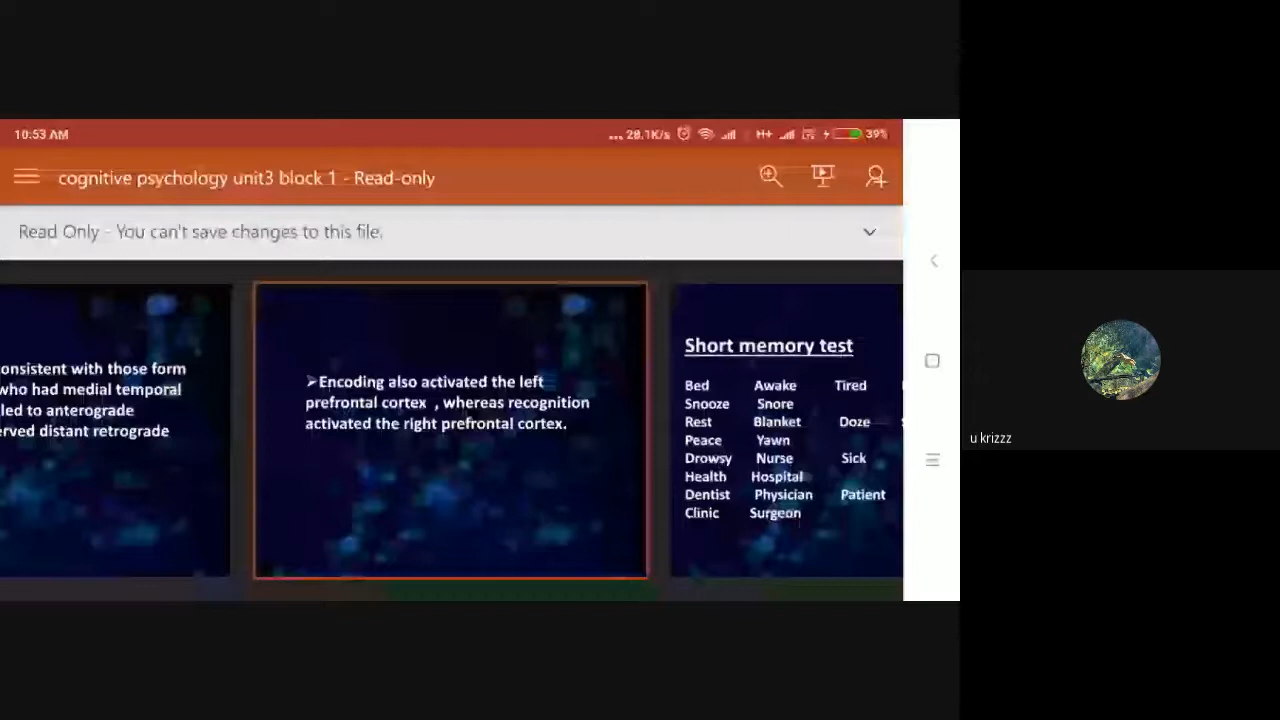 10:53 AM
... 28.1K/s H+ 39%
cognitive psychology unit3 block 1 - Read-only
Read Only - You can't save changes to this file.
onsistent with those form
who had medial temporal
led to anterograde
erved distant retrograde
➢Encoding also activated the left
prefrontal cortex , whereas recognition
activated the right prefrontal cortex.
Short memory test
Bed Awake Tired
Snooze Snore
Rest Blanket Doze
Peace Yawn
Drowsy Nurse Sick
Health Hospital
Dentist Physician Patient
Clinic Surgeon
u krizzz